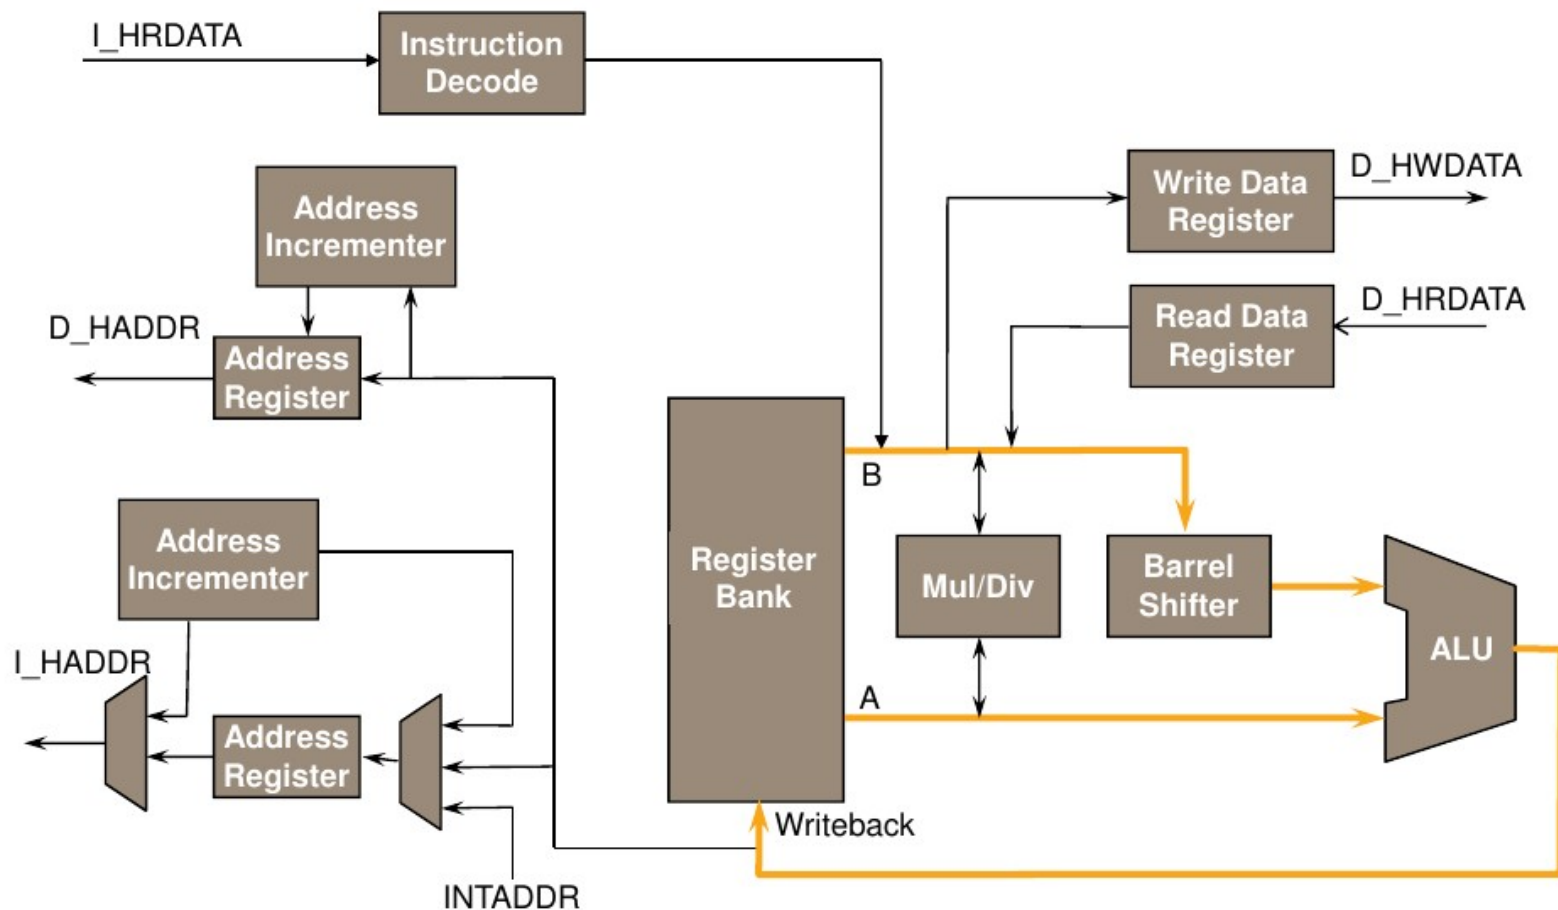 I_HRDATA
Instruction
Decode
Address
Incrementer
Write Data
Register
D_HWDATA
D_HADDR
Address
Register
Read Data
Register
D_HRDATA
B
Address
Incrementer
Register
Bank
Mul/Div
Barrel
Shifter
ALU
I_HADDR
A
Address
Register
Writeback
INTADDR